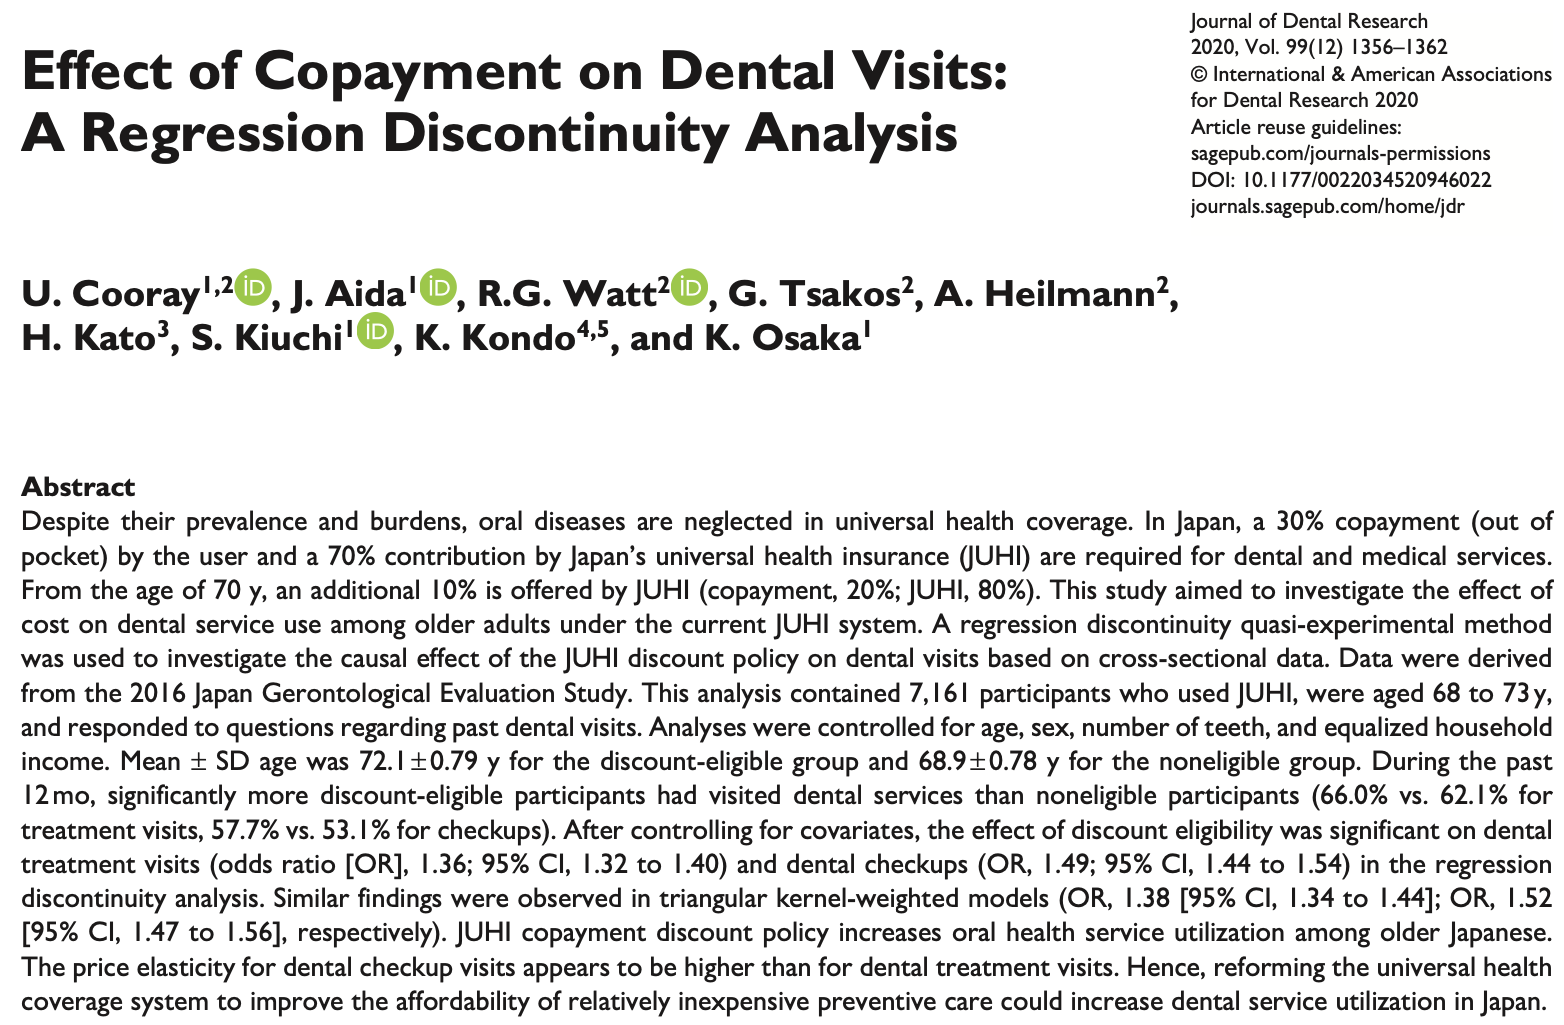 Effect of Copayment on Dental Visits:
A Regression Discontinuity Analysis
Journal of Dental Research
2020, Vol. 99(12) 1356–1362
© International & American Associations
for Dental Research 2020
Article reuse guidelines:
sagepub.com/journals-permissions
DOI: 10.1177/0022034520946022
journals.sagepub.com/home/jdr
U. Cooray1,2 iD, J. Aida1 iD, R.G. Watt2 iD, G. Tsakos2, A. Heilmann2,
H. Kato3, S. Kiuchi1 iD, K. Kondo4,5, and K. Osaka1
Abstract
Despite their prevalence and burdens, oral diseases are neglected in universal health coverage. In Japan, a 30% copayment (out of
pocket) by the user and a 70% contribution by Japan's universal health insurance (JUHI) are required for dental and medical services.
From the age of 70 y, an additional 10% is offered by JUHI (copayment, 20%; JUHI, 80%). This study aimed to investigate the effect of
cost on dental service use among older adults under the current JUHI system. A regression discontinuity quasi-experimental method
was used to investigate the causal effect of the JUHI discount policy on dental visits based on cross-sectional data. Data were derived
from the 2016 Japan Gerontological Evaluation Study. This analysis contained 7,161 participants who used JUHI, were aged 68 to 73 y,
and responded to questions regarding past dental visits. Analyses were controlled for age, sex, number of teeth, and equalized household
income. Mean ± SD age was 72.1±0.79 y for the discount-eligible group and 68.9±0.78 y for the noneligible group. During the past
12 mo, significantly more discount-eligible participants had visited dental services than noneligible participants (66.0% vs. 62.1% for
treatment visits, 57.7% vs. 53.1% for checkups). After controlling for covariates, the effect of discount eligibility was significant on dental
treatment visits (odds ratio [OR], 1.36; 95% CI, 1.32 to 1.40) and dental checkups (OR, 1.49; 95% CI, 1.44 to 1.54) in the regression
discontinuity analysis. Similar findings were observed in triangular kernel-weighted models (OR, 1.38 [95% CI, 1.34 to 1.44]; OR, 1.52
[95% CI, 1.47 to 1.56], respectively). JUHI copayment discount policy increases oral health service utilization among older Japanese.
The price elasticity for dental checkup visits appears to be higher than for dental treatment visits. Hence, reforming the universal health
coverage system to improve the affordability of relatively inexpensive preventive care could increase dental service utilization in Japan.